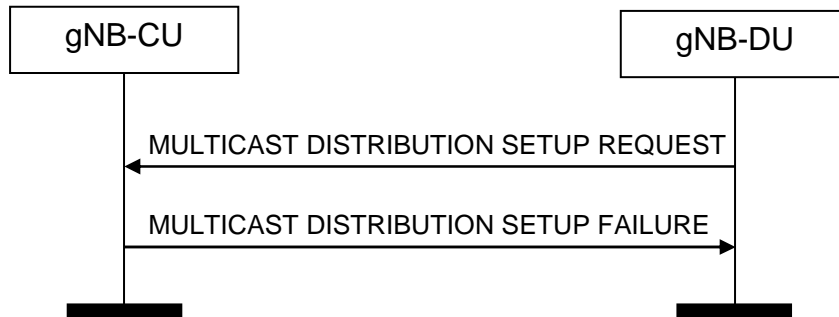 gNB-CU
gNB-DU
MULTICAST DISTRIBUTION SETUP REQUEST
MULTICAST DISTRIBUTION SETUP FAILURE